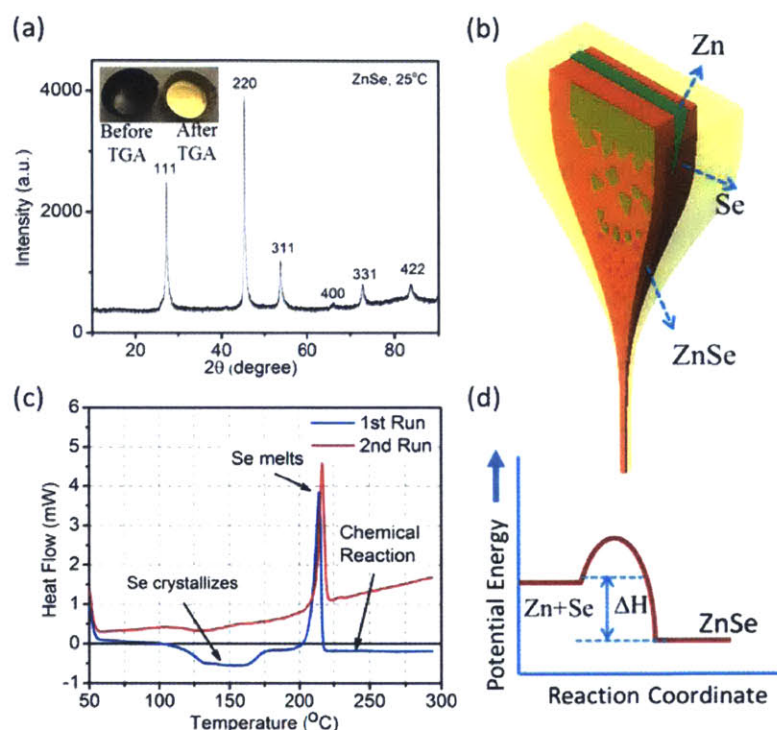 (a)
4000
2000
0
Intensity (a.u.)
Before
TGA
After
TGA
ZnSe, 25°C
111
220
311
400
331
422
20
40
60
80
2θ (degree)
(b)
Zn
Se
ZnSe
(c)
6
5
4
3
2
1
0
-1
Heat Flow (mW)
1st Run
2nd Run
Se melts
Chemical
Reaction
Se crystallizes
50
100
150
200
250
300
Temperature (°C)
(d)
Potential Energy
Zn+Se
ΔH
ZnSe
Reaction Coordinate